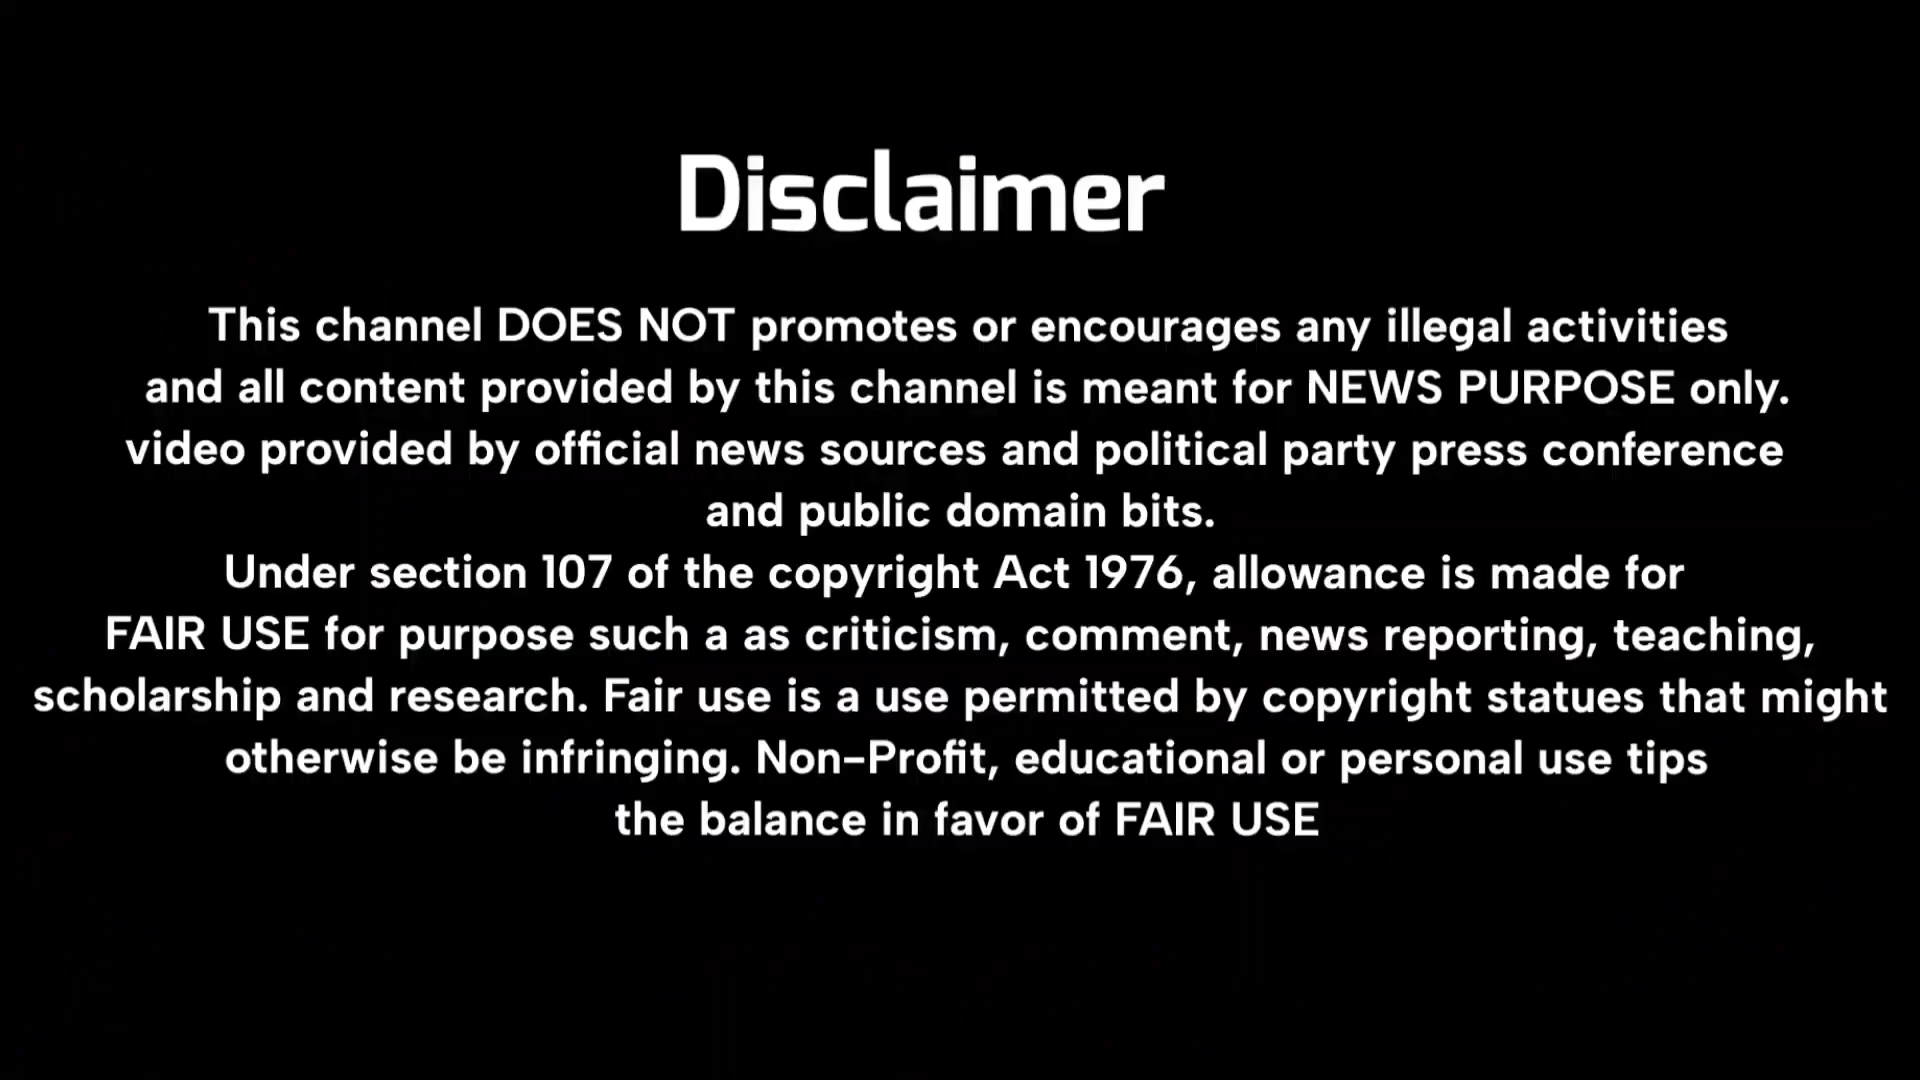 Disclaimer
This channel DOES NOT promotes or encourages any illegal activities
and all content provided by this channel is meant for NEWS PURPOSE only.
video provided by official news sources and political party press conference
and public domain bits.
Under section 107 of the copyright Act 1976, allowance is made for
FAIR USE for purpose such a as criticism, comment, news reporting, teaching,
scholarship and research. Fair use is a use permitted by copyright statues that might
otherwise be infringing. Non-Profit, educational or personal use tips
the balance in favor of FAIR USE